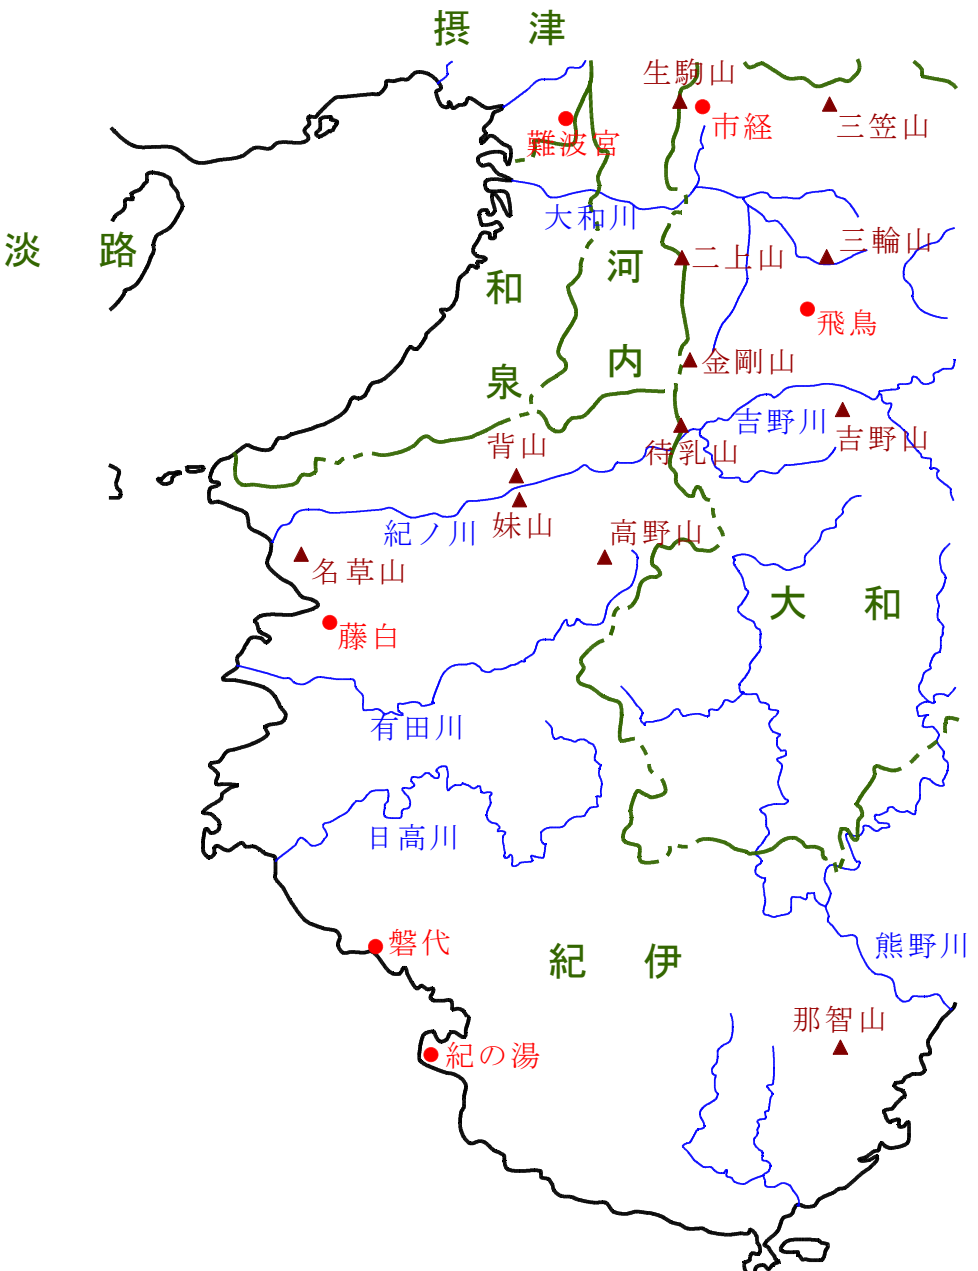 摂 津
生駒山
市経
三笠山
難波宮
大和川
三輪山
淡 路
二上山
和 泉
河 内
飛鳥
金剛山
吉野川
吉野山
背山
待乳山
妹山
紀ノ川
高野山
名草山
大 和
藤白
有田川
日高川
磐代
紀 伊
熊野川
那智山
紀の湯